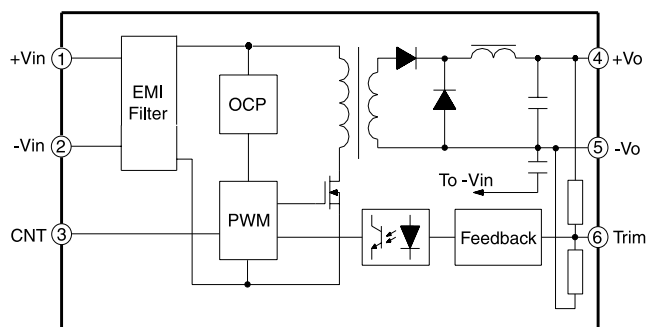 +Vin 1
EMI
Filter
OCP
4 +Vo
-Vin 2
5 -Vo
To -Vin
PWM
CNT 3
Feedback
6 Trim